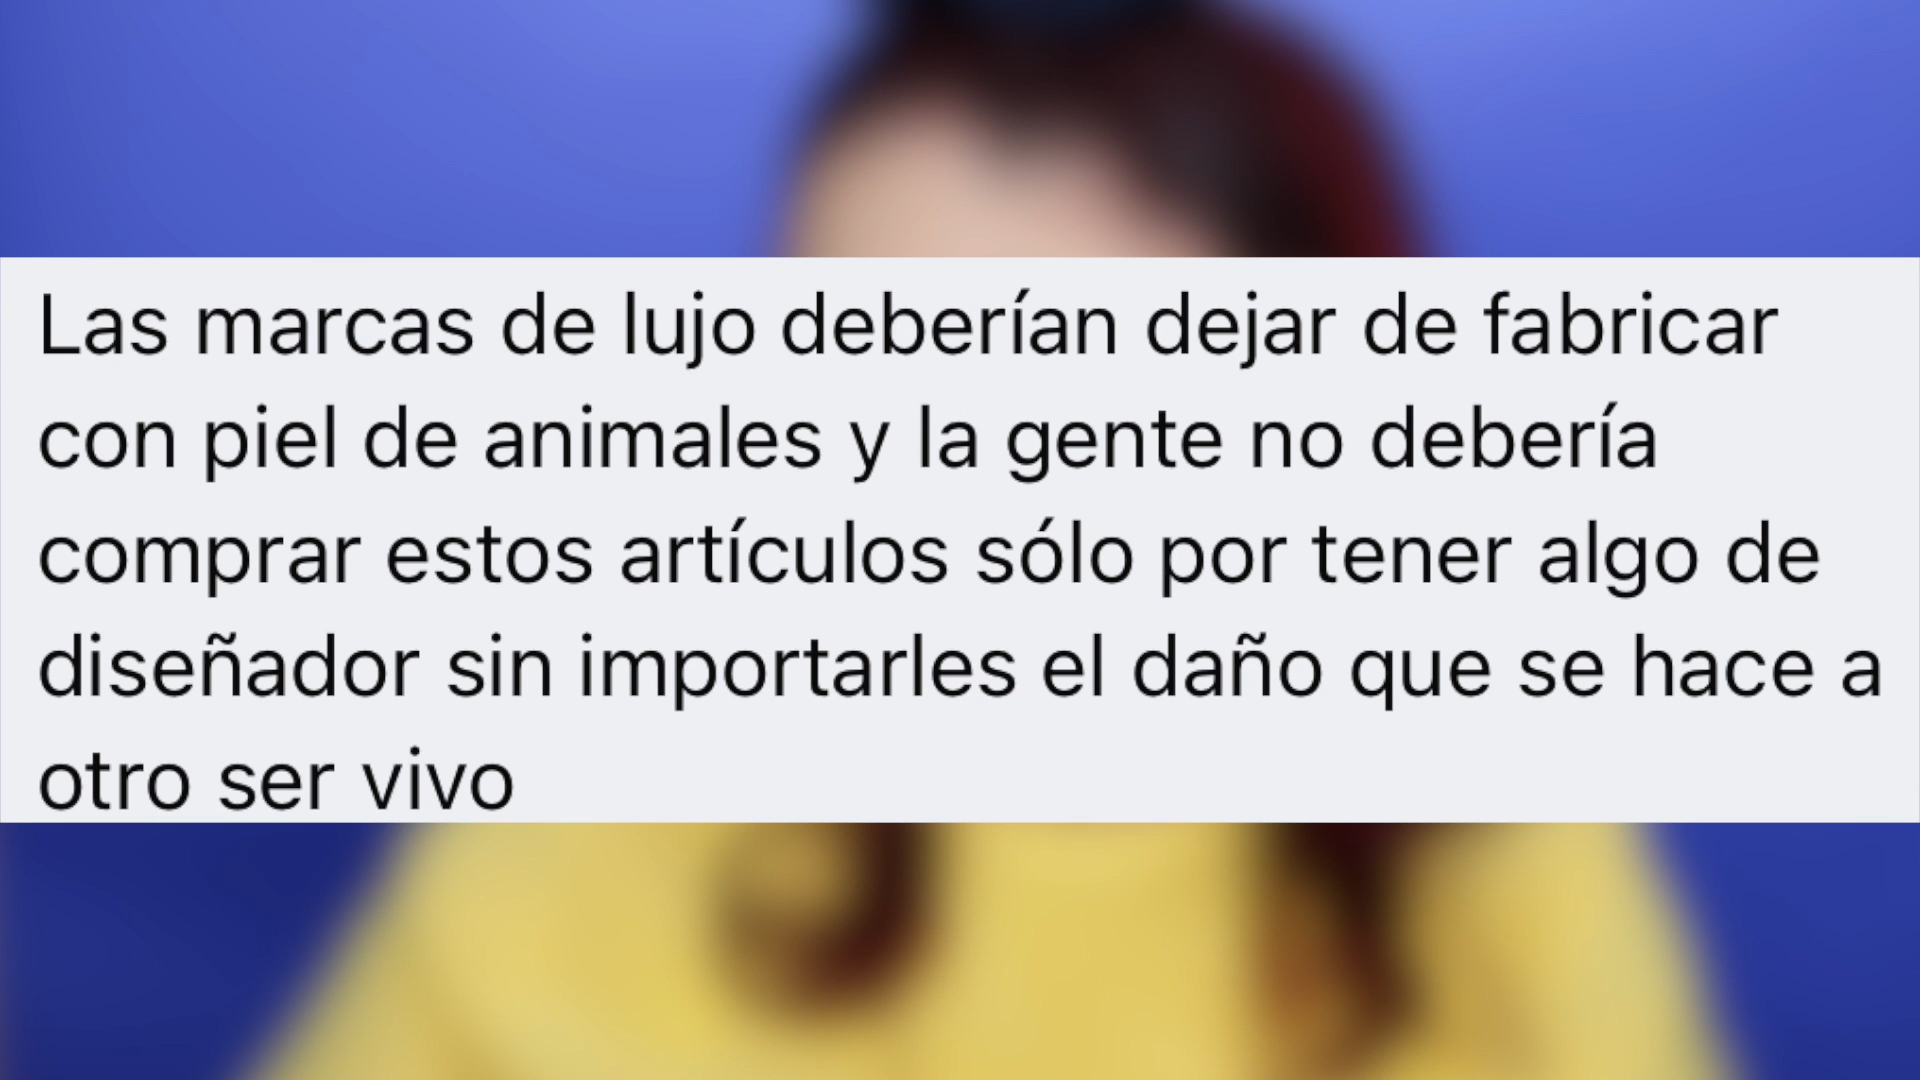 Las marcas de lujo deberían dejar de fabricar
con piel de animales y la gente no debería
comprar estos artículos sólo por tener algo de
diseñador sin importarles el daño que se hace a
otro ser vivo